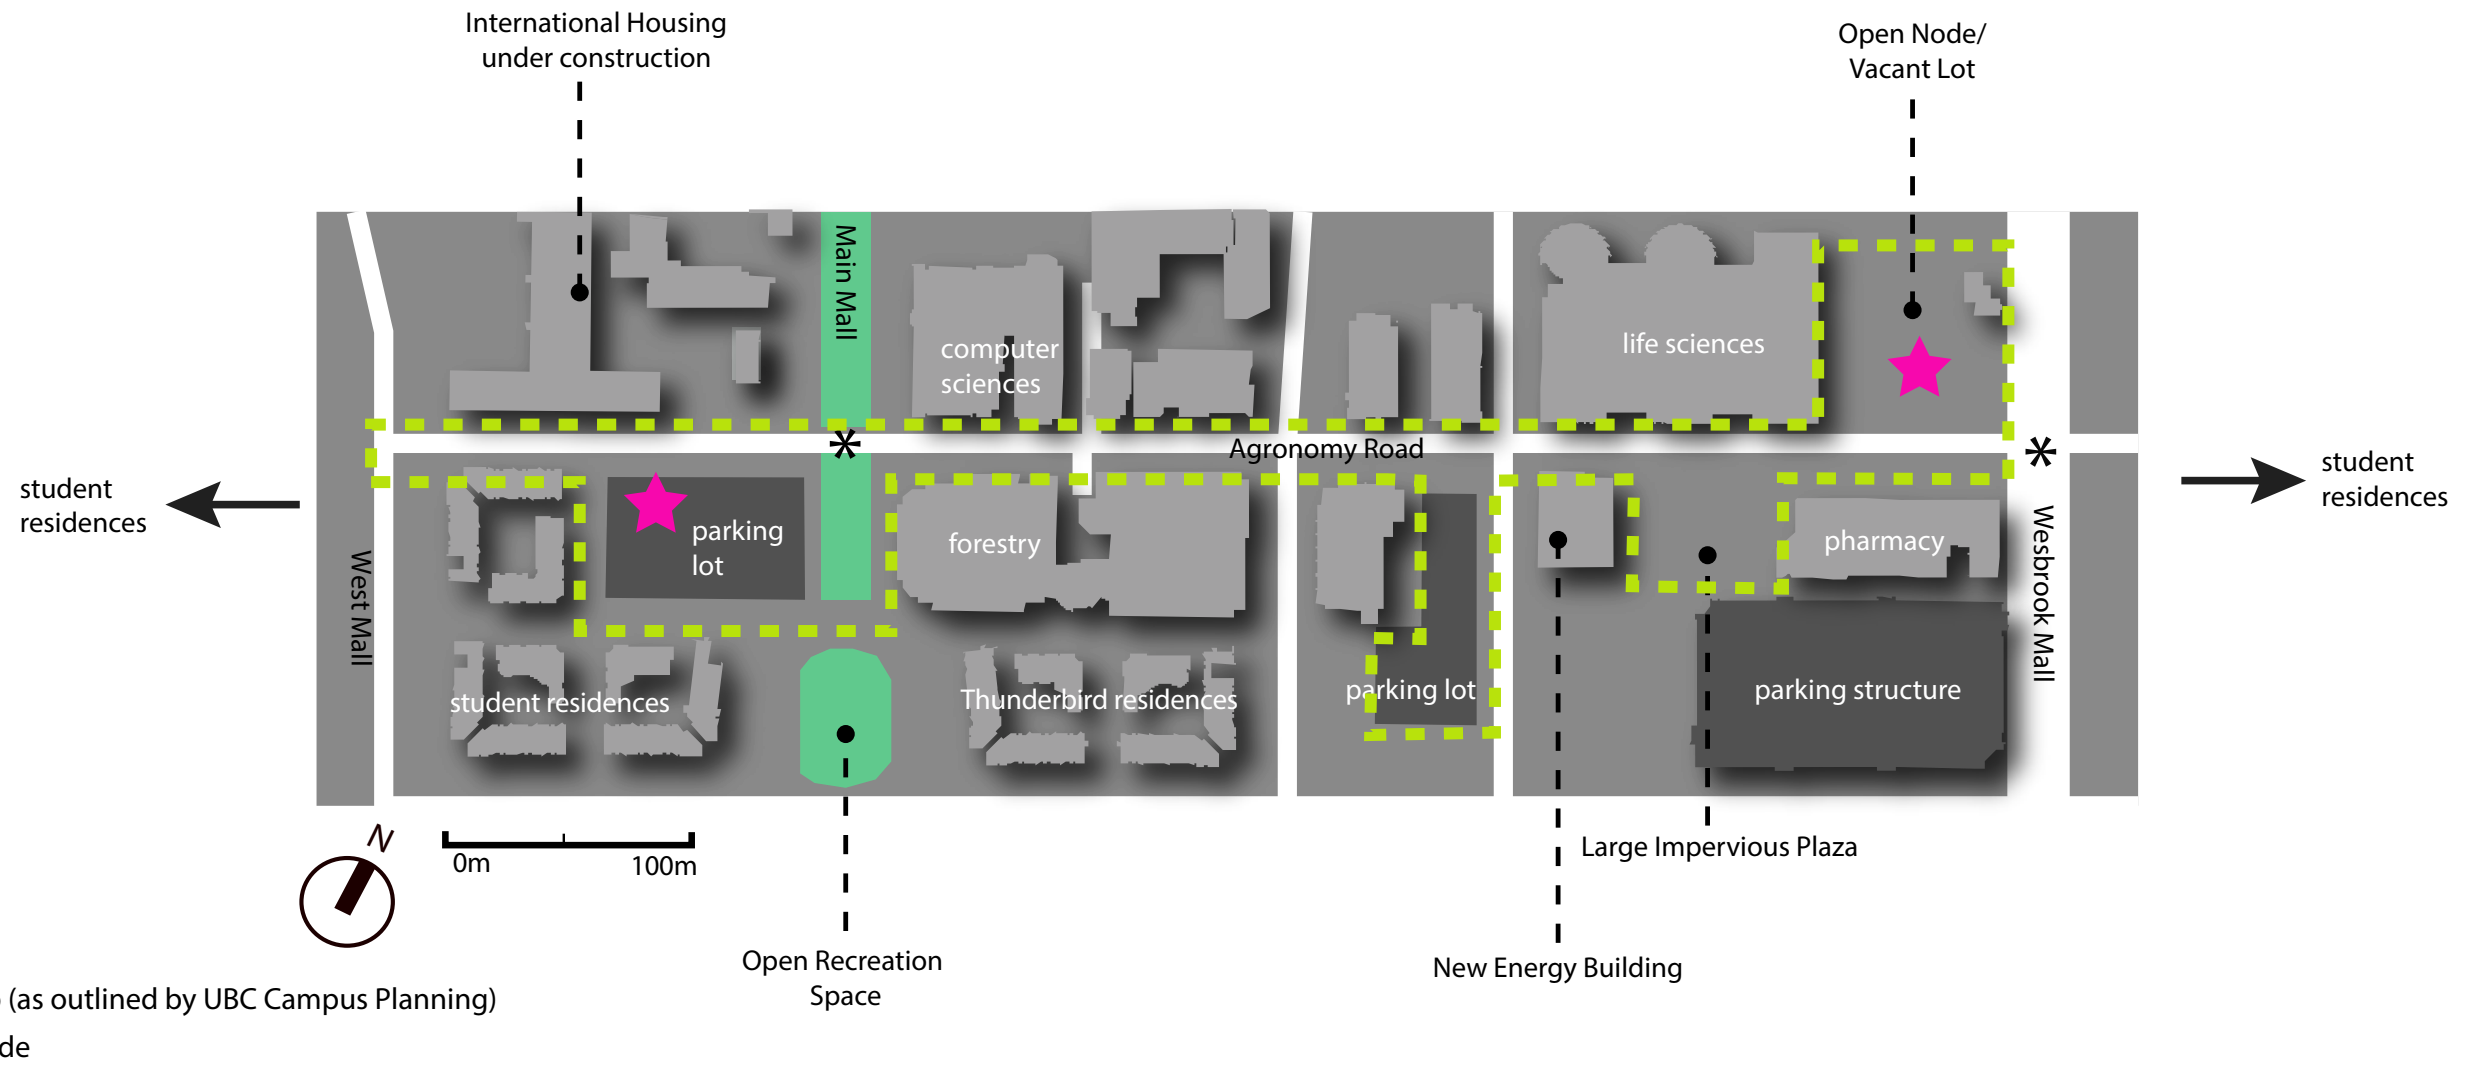 International Housing
under construction
Open Node/
Vacant Lot
Main Mall
computer
sciences
life sciences
Agronomy Road
student
residences
student
residences
parking
lot
forestry
pharmacy
West Mall
Wesbrook Mall
student residences
Thunderbird residences
parking lot
parking structure
N
0m
100m
Large Impervious Plaza
Open Recreation
Space
New Energy Building
(as outlined by UBC Campus Planning)
de